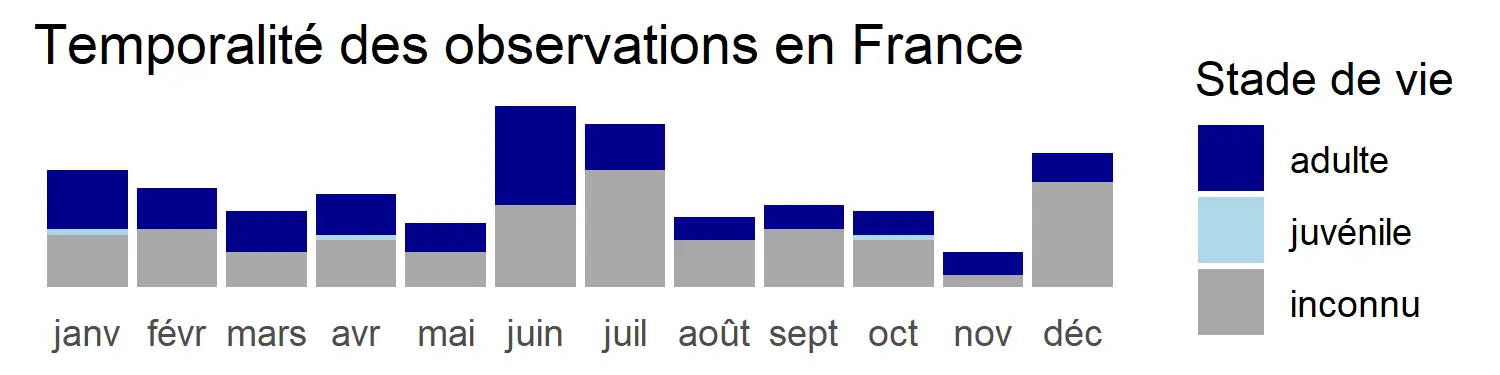 Temporalité des observations en France
Stade de vie
adulte
juvénile
inconnu
janv févr mars avr mai juin juil août sept oct nov déc